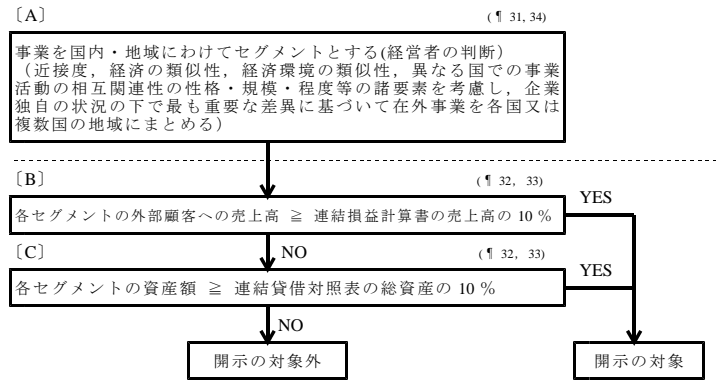 〔A〕 (¶ 31, 34)
事業を国内・地域にわけてセグメントとする(経営者の判断)
（近接度，経済の類似性，経済環境の類似性，異なる国での事業
活動の相互関連性の性格・規模・程度等の諸要素を考慮し，企業
独自の状況の下で最も重要な差異に基づいて在外事業を各国又は
複数国の地域にまとめる）
〔B〕 (¶ 32, 33)
YES
各セグメントの外部顧客への売上高 ≧ 連結損益計算書の売上高の 10 %
NO
〔C〕 (¶ 32, 33)
YES
各セグメントの資産額 ≧ 連結貸借対照表の総資産の 10 %
NO
開示の対象外
開示の対象